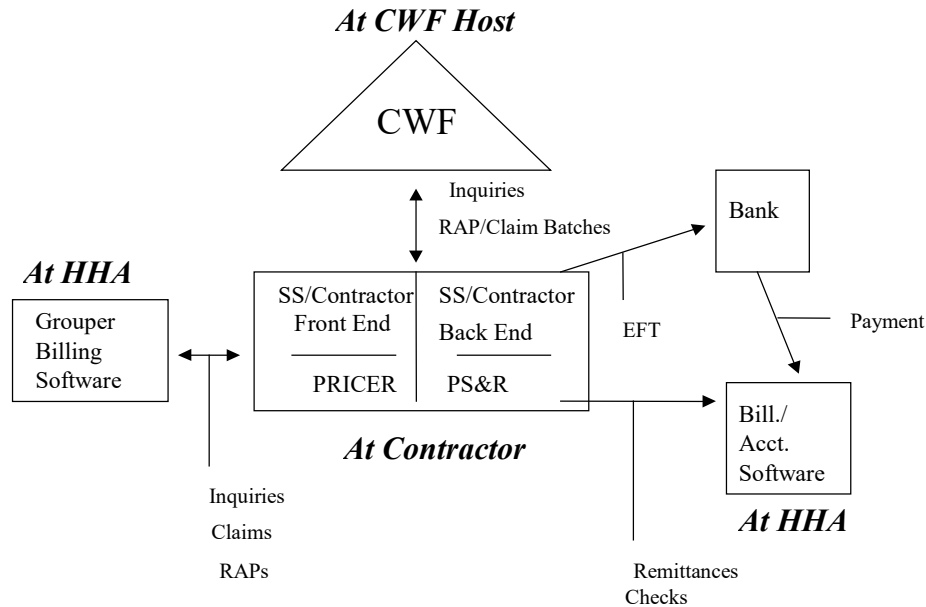 At CWF Host
CWF
Inquiries
RAP/Claim Batches
Bank
At HHA
Grouper
Billing
Software
SS/Contractor
Front End
PRICER
SS/Contractor
Back End
PS&R
EFT
Payment
At Contractor
Bill./
Acct.
Software
At HHA
Inquiries
Claims
RAPs
Remittances
Checks